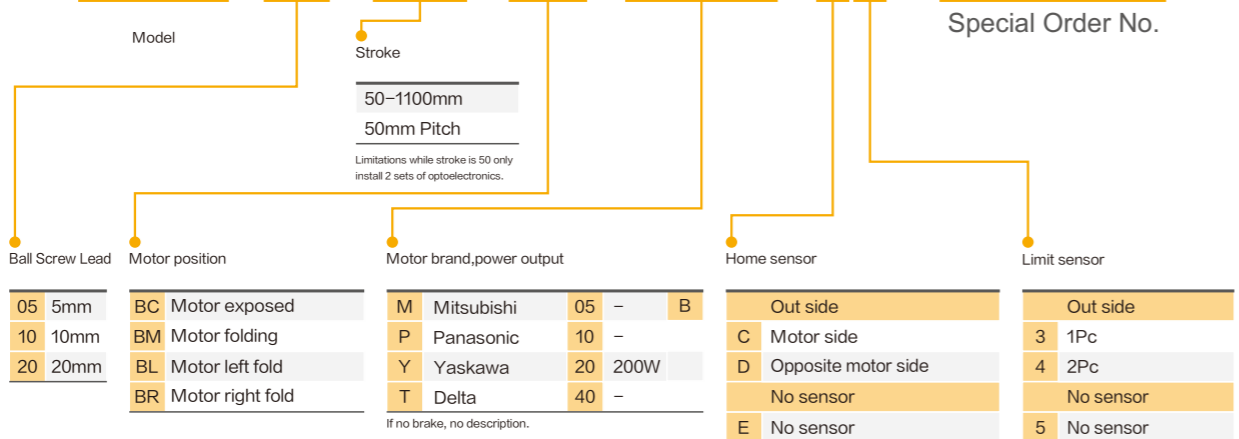 Model
Stroke
Special Order No.
50-1100mm
50mm Pitch
Limitations while stroke is 50 only
install 2 sets of optoelectronics.
Ball Screw Lead
05 5mm
10 10mm
20 20mm
Motor position
BC Motor exposed
BM Motor folding
BL Motor left fold
BR Motor right fold
Motor brand,power output
M Mitsubishi 05 - B
P Panasonic 10 -
Y Yaskawa 20 200W
T Delta 40 -
If no brake, no description.
Home sensor
Out side
C Motor side
D Opposite motor side
No sensor
E No sensor
Limit sensor
Out side
3 1Pc
4 2Pc
No sensor
5 No sensor